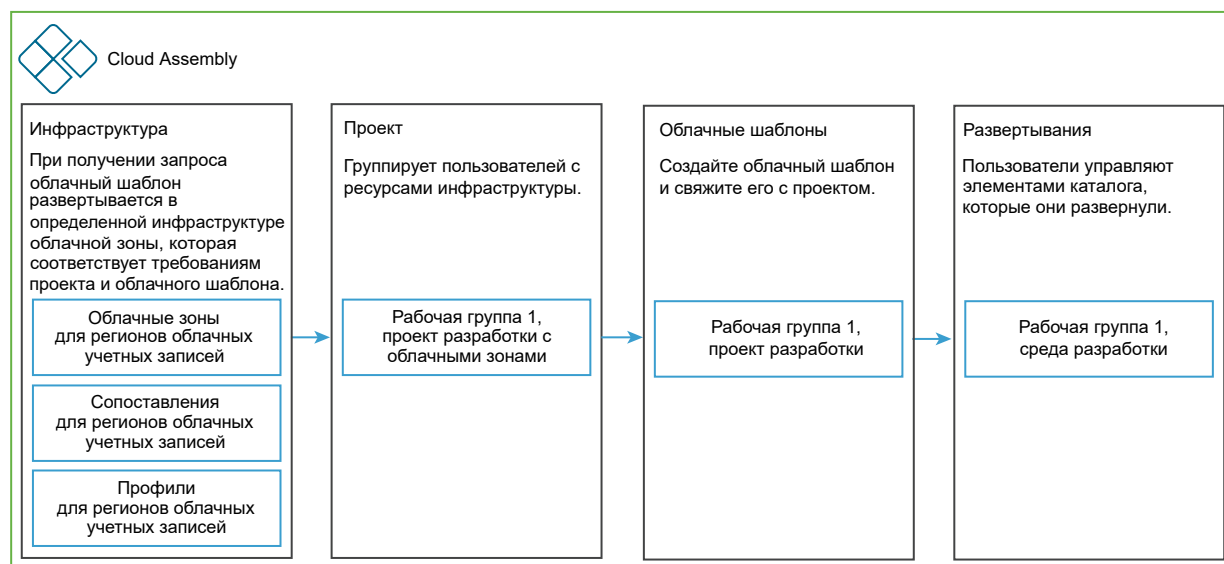 Cloud Assembly
Инфраструктура
При получении запроса
облачный шаблон
развертывается в
определенной инфраструктуре
облачной зоны, которая
соответствует требованиям
проекта и облачного шаблона.
Облачные зоны
для регионов облачных
учетных записей
Сопоставления
для регионов облачных
учетных записей
Профили
для регионов облачных
учетных записей
Проект
Группирует пользователей с
ресурсами инфраструктуры.
Рабочая группа 1,
проект разработки с
облачными зонами
Облачные шаблоны
Создайте облачный шаблон
и свяжите его с проектом.
Рабочая группа 1,
проект разработки
Развертывания
Пользователи управляют
элементами каталога,
которые они развернули.
Рабочая группа 1,
среда разработки